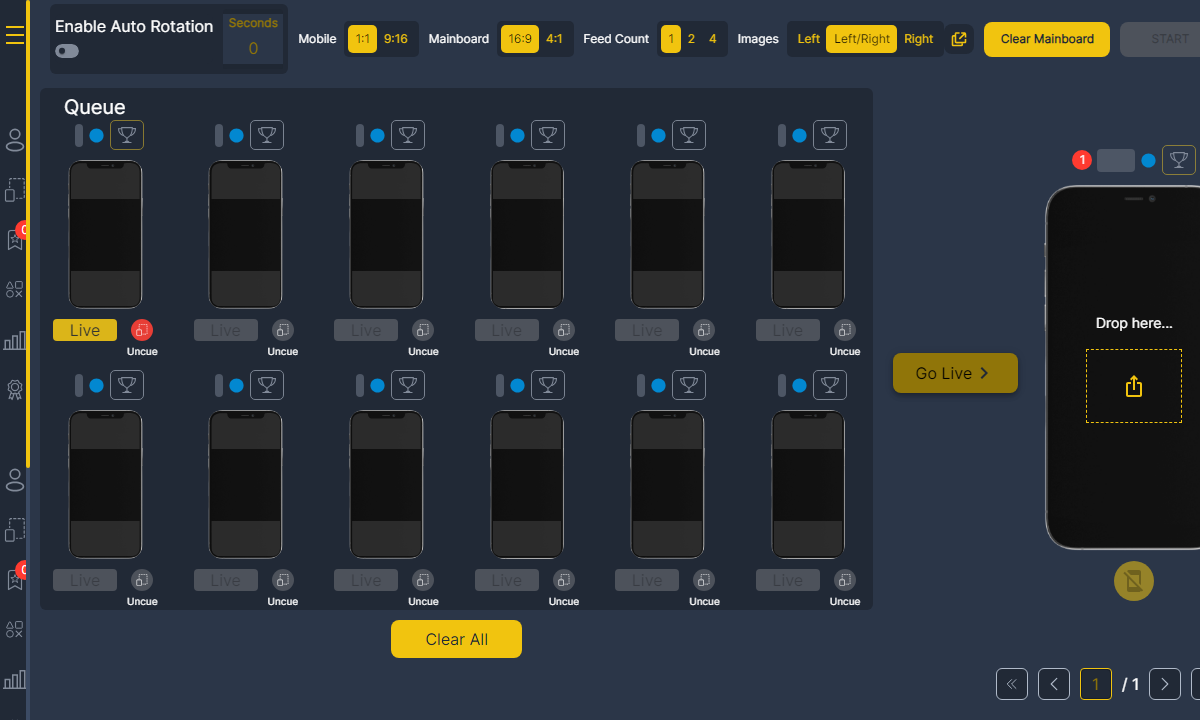 Enable Auto Rotation
Seconds
0
Mobile 1:1 9:16 Mainboard 16:9 4:1 Feed Count 1 2 4 Images Left Left/Right Right Clear Mainboard START
Queue
1
Live Live Live Live Live Live
Uncue Uncue Uncue Uncue Uncue Uncue
Drop here...
Go Live
Live Live Live Live Live Live
Uncue Uncue Uncue Uncue Uncue Uncue
Clear All
1 / 1